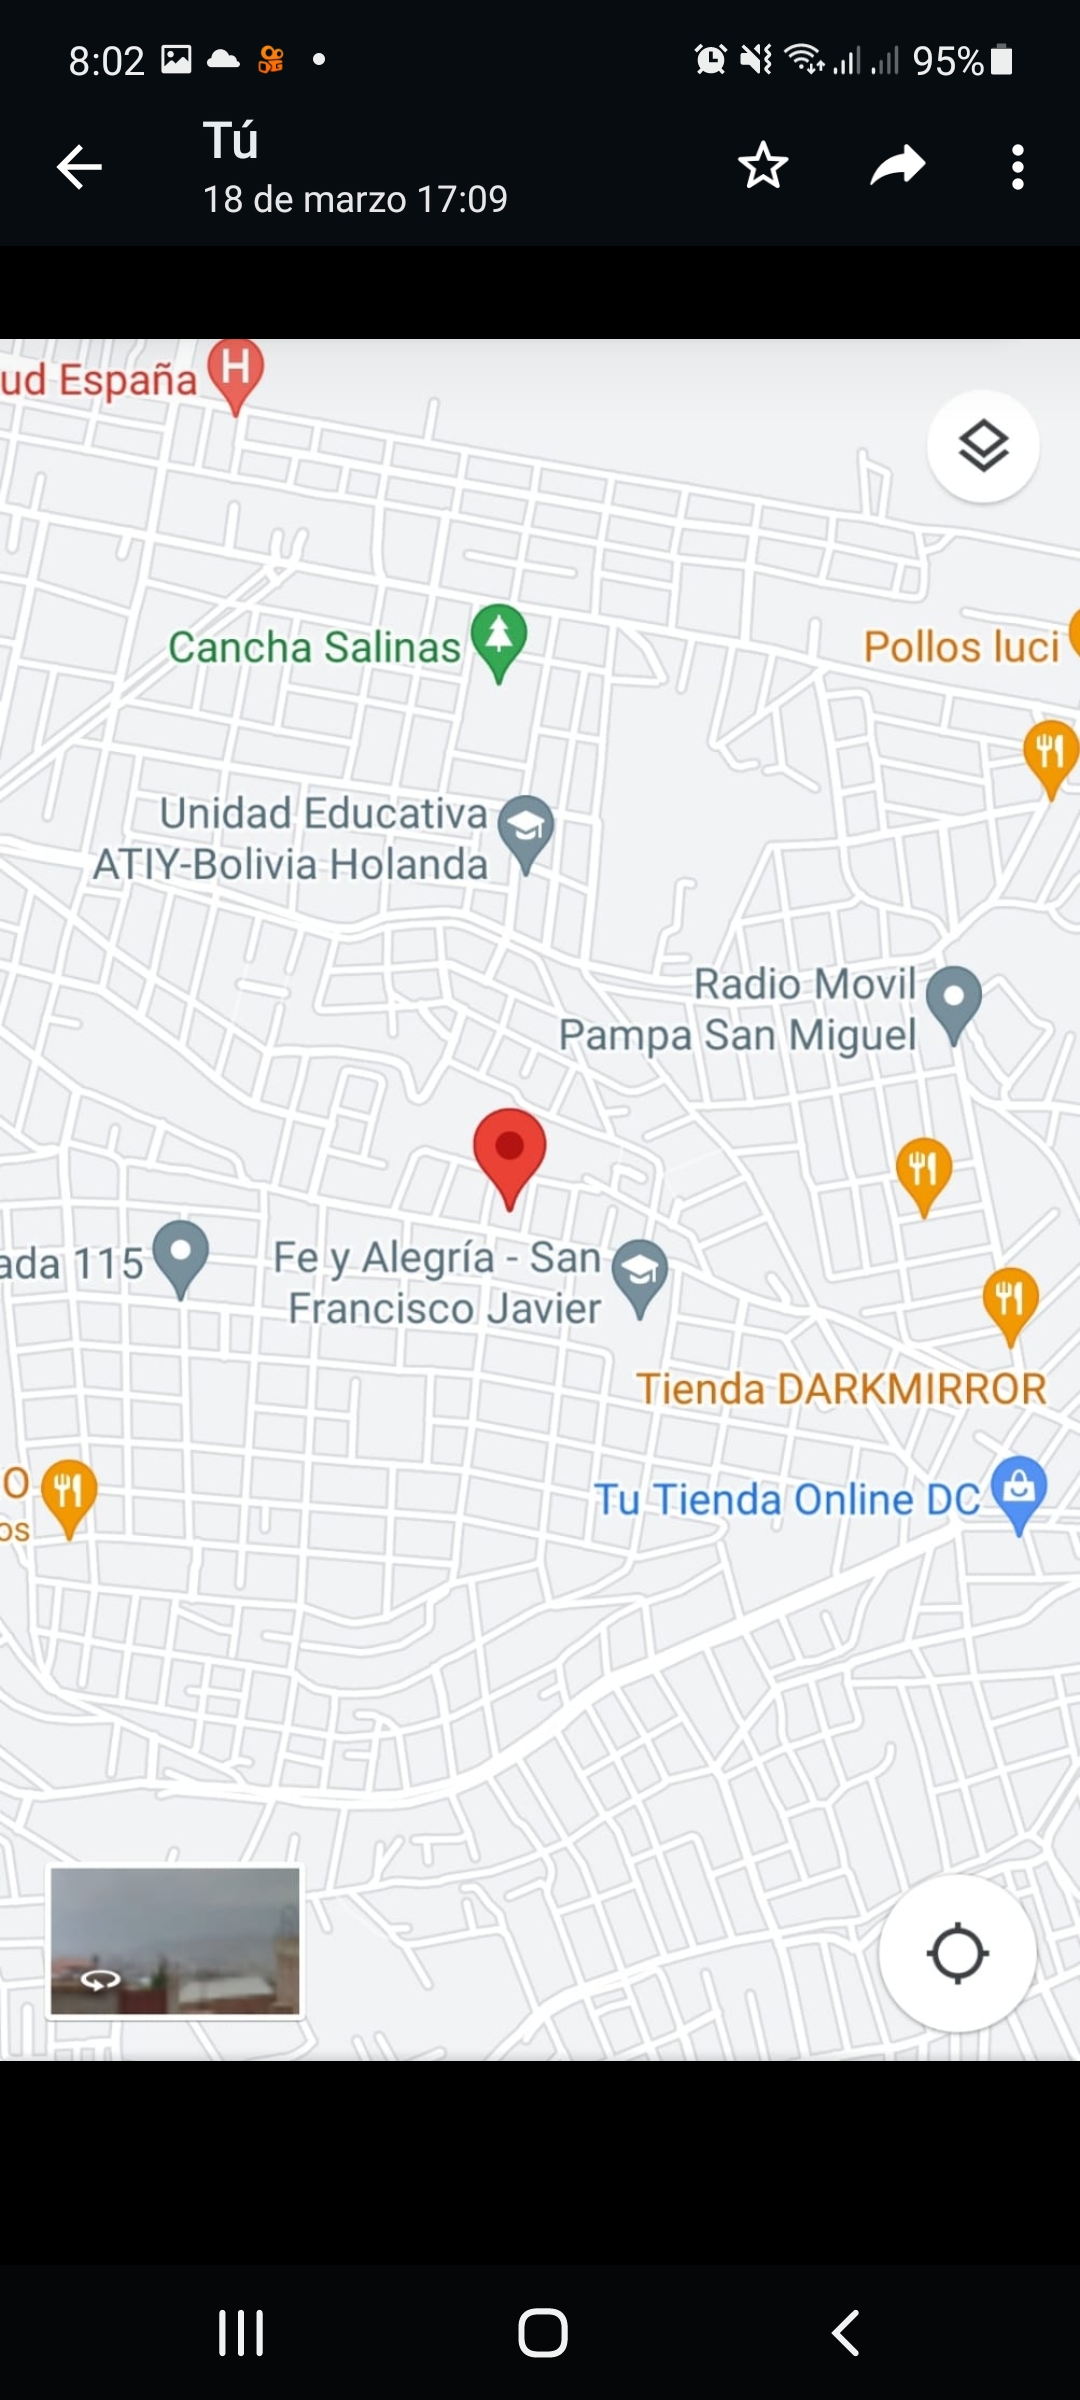 8:02
95%
Tú
18 de marzo 17:09
ud España
H
Cancha Salinas
Pollos luci
Unidad Educativa
ATIY-Bolivia Holanda
Radio Movil
Pampa San Miguel
ada 115
Fe y Alegría - San
Francisco Javier
Tienda DARKMIRROR
O
os
Tu Tienda Online DC